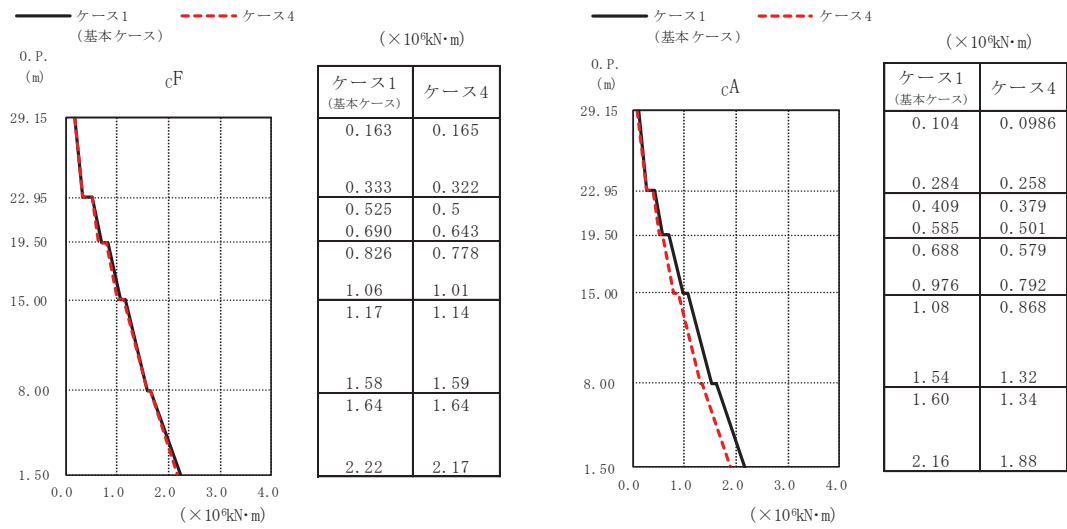 ケース1
(基本ケース)
ケース4
(×10⁶kN・m)
O.P.
(m)
cF
29.15
22.95
19.50
15.00
8.00
1.50
0.0 1.0 2.0 3.0 4.0
(×10⁶kN・m)
ケース1
(基本ケース)
ケース4
0.163 0.165
0.333 0.322
0.525 0.5
0.690 0.643
0.826 0.778
1.06 1.01
1.17 1.14
1.58 1.59
1.64 1.64
2.22 2.17
ケース1
(基本ケース)
ケース4
(×10⁶kN・m)
O.P.
(m)
cA
29.15
22.95
19.50
15.00
8.00
1.50
0.0 1.0 2.0 3.0 4.0
(×10⁶kN・m)
ケース1
(基本ケース)
ケース4
0.104 0.0986
0.284 0.258
0.409 0.379
0.585 0.501
0.688 0.579
0.976 0.792
1.08 0.868
1.54 1.32
1.60 1.34
2.16 1.88